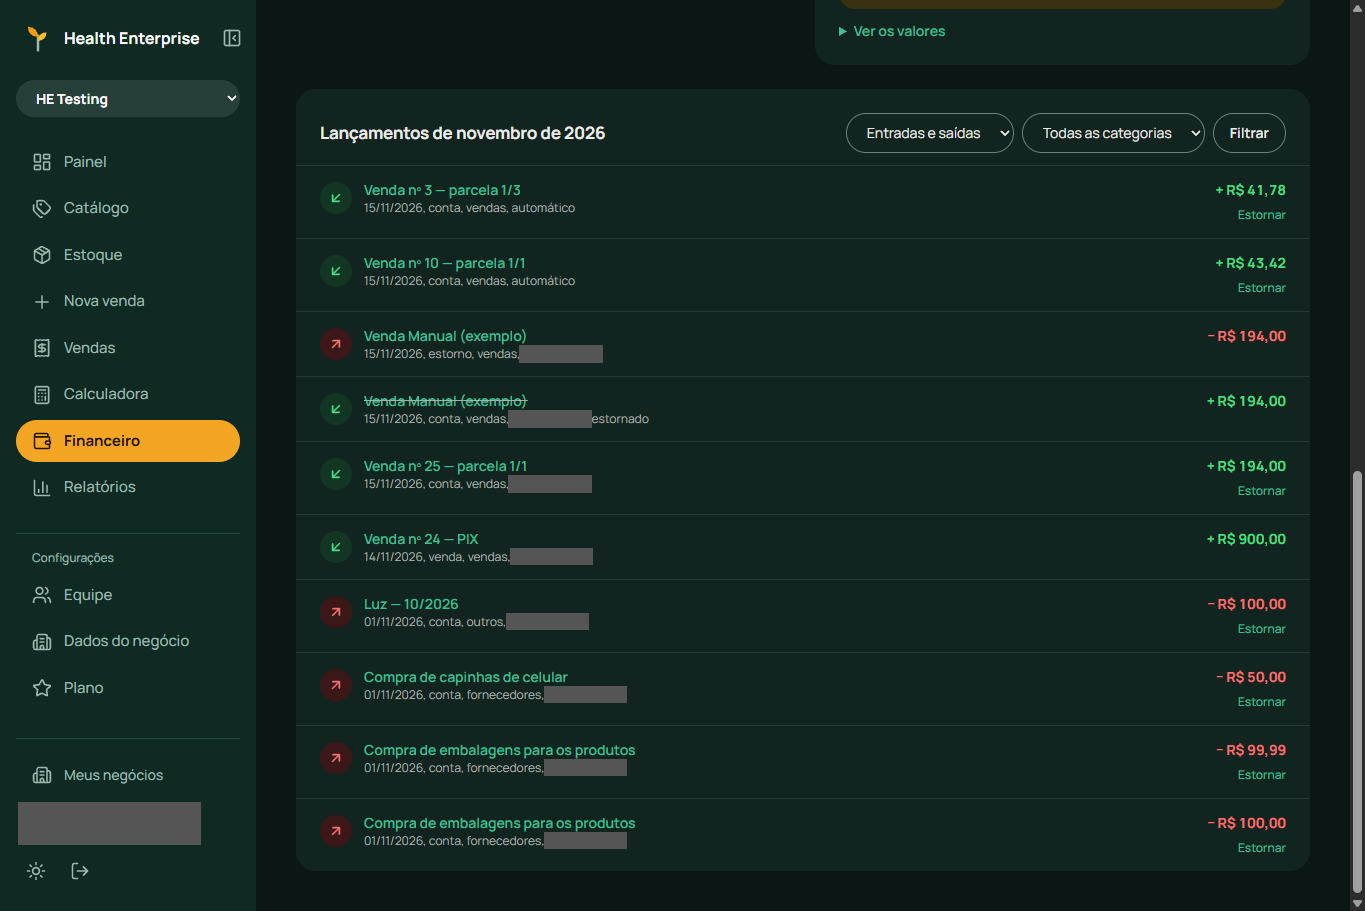 Health Enterprise
HE Testing
Painel
Catálogo
Estoque
Nova venda
Vendas
Calculadora
Financeiro
Relatórios
Configurações
Equipe
Dados do negócio
Plano
Meus negócios
Ver os valores
Lançamentos de novembro de 2026
Entradas e saídas
Todas as categorias
Filtrar
Venda nº 3 — parcela 1/3
+ R$ 41,78
15/11/2026, conta, vendas, automático
Estornar
Venda nº 10 — parcela 1/1
+ R$ 43,42
15/11/2026, conta, vendas, automático
Estornar
Venda Manual (exemplo)
− R$ 194,00
15/11/2026, estorno, vendas,
Venda Manual (exemplo)
+ R$ 194,00
15/11/2026, conta, vendas, estornado
Venda nº 25 — parcela 1/1
+ R$ 194,00
15/11/2026, conta, vendas,
Estornar
Venda nº 24 — PIX
+ R$ 900,00
14/11/2026, venda, vendas,
Luz — 10/2026
− R$ 100,00
01/11/2026, conta, outros,
Estornar
Compra de capinhas de celular
− R$ 50,00
01/11/2026, conta, fornecedores,
Estornar
Compra de embalagens para os produtos
− R$ 99,99
01/11/2026, conta, fornecedores,
Estornar
Compra de embalagens para os produtos
− R$ 100,00
01/11/2026, conta, fornecedores,
Estornar